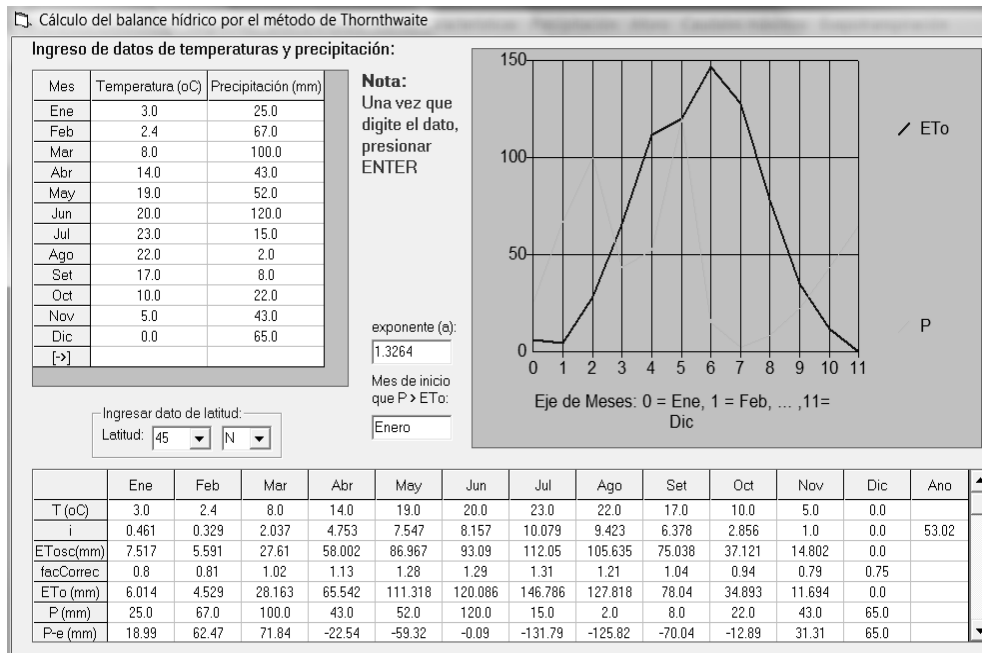 Cálculo del balance hídrico por el método de Thornthwaite
Ingreso de datos de temperaturas y precipitación:
Mes Temperatura (oC) Precipitación (mm)
Ene 3.0 25.0
Feb 2.4 67.0
Mar 8.0 100.0
Abr 14.0 43.0
May 19.0 52.0
Jun 20.0 120.0
Jul 23.0 15.0
Ago 22.0 2.0
Set 17.0 8.0
Oct 10.0 22.0
Nov 5.0 43.0
Dic 0.0 65.0
[->]
Nota:
Una vez que
digite el dato,
presionar
ENTER
exponente (a):
1.3264
Mes de inicio
que P > ETo:
Enero
Ingresar dato de latitud:
Latitud: 45 N
150
100
50
0
0 1 2 3 4 5 6 7 8 9 10 11
Eje de Meses: 0 = Ene, 1 = Feb, ... ,11=
Dic
ETo
P
Ene Feb Mar Abr May Jun Jul Ago Set Oct Nov Dic Ano
T (oC) 3.0 2.4 8.0 14.0 19.0 20.0 23.0 22.0 17.0 10.0 5.0 0.0
i 0.461 0.329 2.037 4.753 7.547 8.157 10.079 9.423 6.378 2.856 1.0 0.0 53.02
ETosc(mm) 7.517 5.591 27.61 58.002 86.967 93.09 112.05 105.635 75.038 37.121 14.802 0.0
facCorrec 0.8 0.81 1.02 1.13 1.28 1.29 1.31 1.21 1.04 0.94 0.79 0.75
ETo (mm) 6.014 4.529 28.163 65.542 111.318 120.086 146.786 127.818 78.04 34.893 11.694 0.0
P (mm) 25.0 67.0 100.0 43.0 52.0 120.0 15.0 2.0 8.0 22.0 43.0 65.0
P-e (mm) 18.99 62.47 71.84 -22.54 -59.32 -0.09 -131.79 -125.82 -70.04 -12.89 31.31 65.0